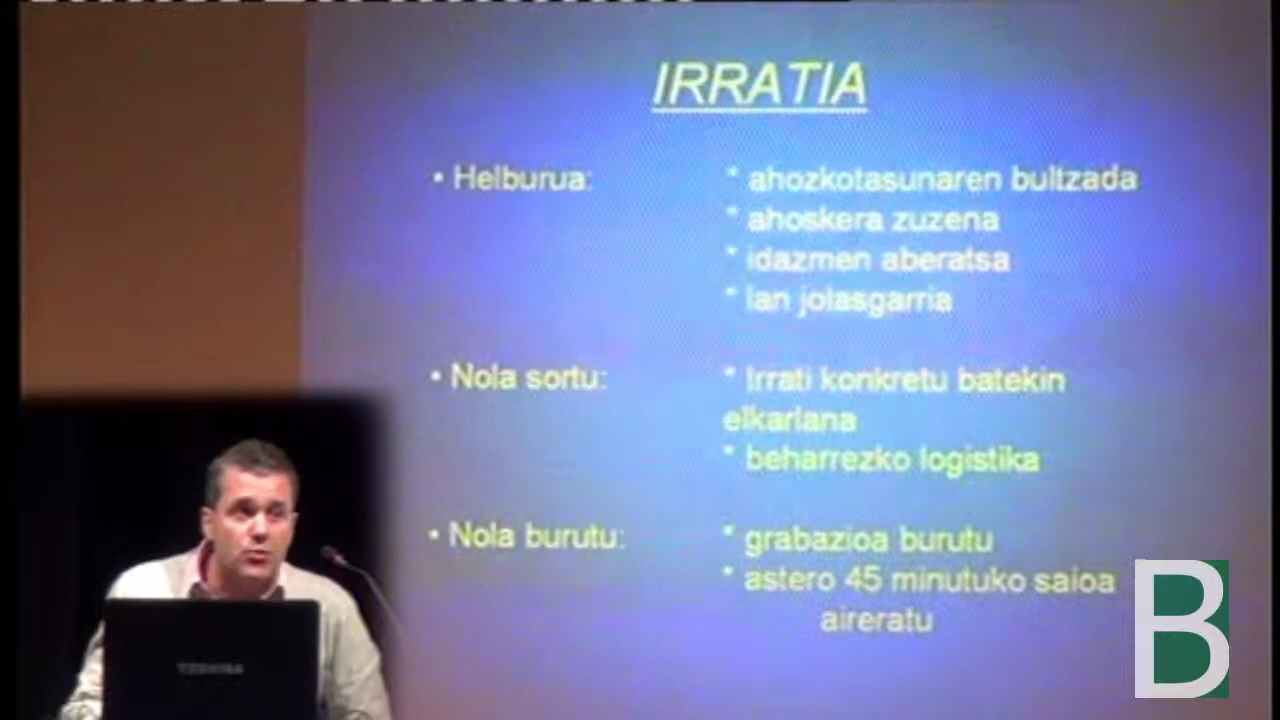 IRRATIA
• Helburua: * ahozkotasunaren bultzada
* ahoskera zuzena
* idazmen aberatsa
* lan jolasgarria
• Nola sortu: * Irrati konkretu batekin
elkarlana
* beharrezko logistika
• Nola burutu: * grabazioa burutu
* astero 45 minutuko saioa
aireratu
TOSHIBA
B